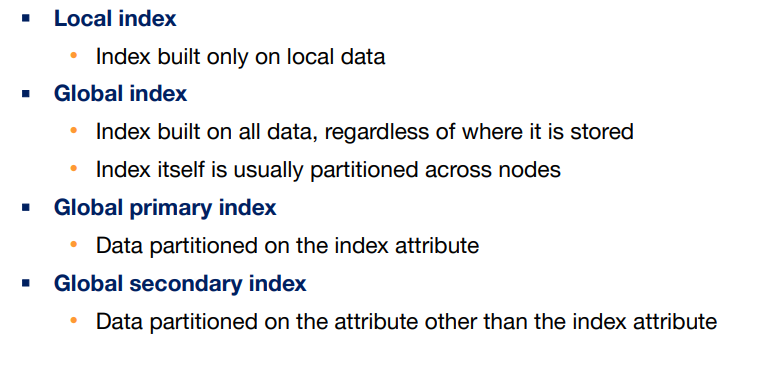 ▪ Local index
• Index built only on local data
▪ Global index
• Index built on all data, regardless of where it is stored
• Index itself is usually partitioned across nodes
▪ Global primary index
• Data partitioned on the index attribute
▪ Global secondary index
• Data partitioned on the attribute other than the index attribute